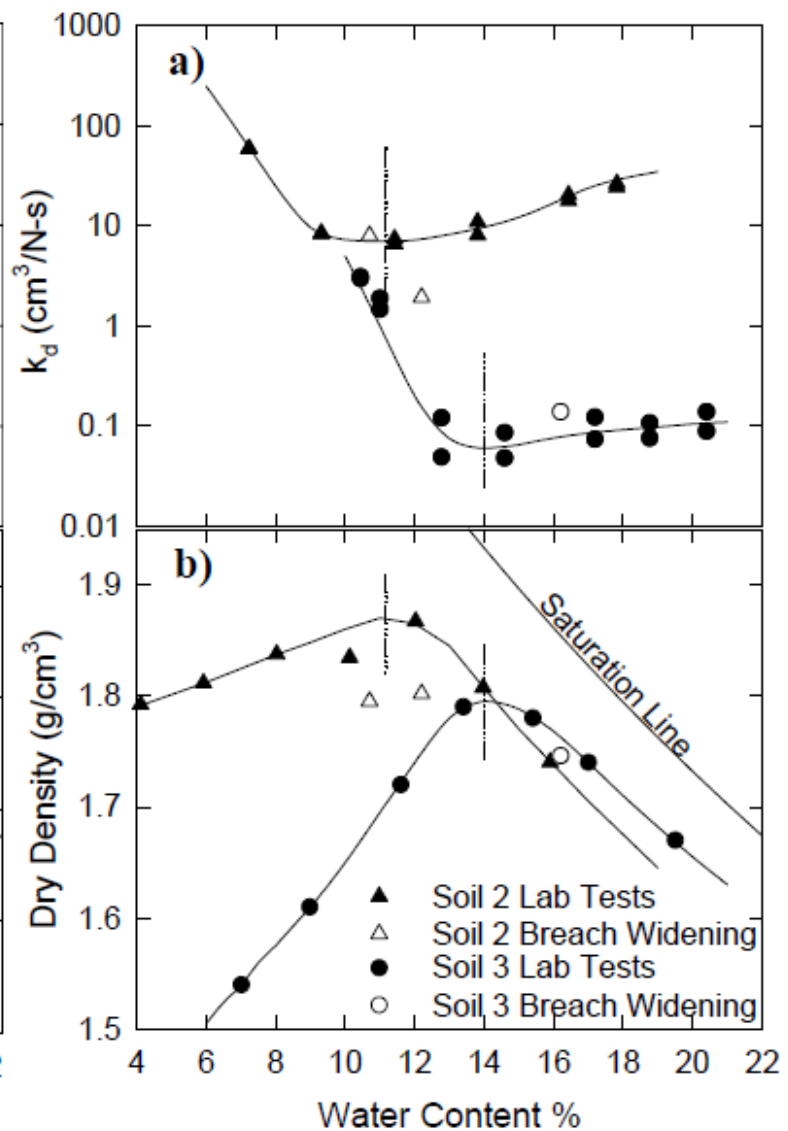 1000
a)
100
10
1
0.1
0.01
k_d (cm³/N-s)
b)
1.9
1.8
1.7
1.6
1.5
Dry Density (g/cm³)
Saturation Line
▲ Soil 2 Lab Tests
△ Soil 2 Breach Widening
● Soil 3 Lab Tests
○ Soil 3 Breach Widening
4 6 8 10 12 14 16 18 20 22
Water Content %